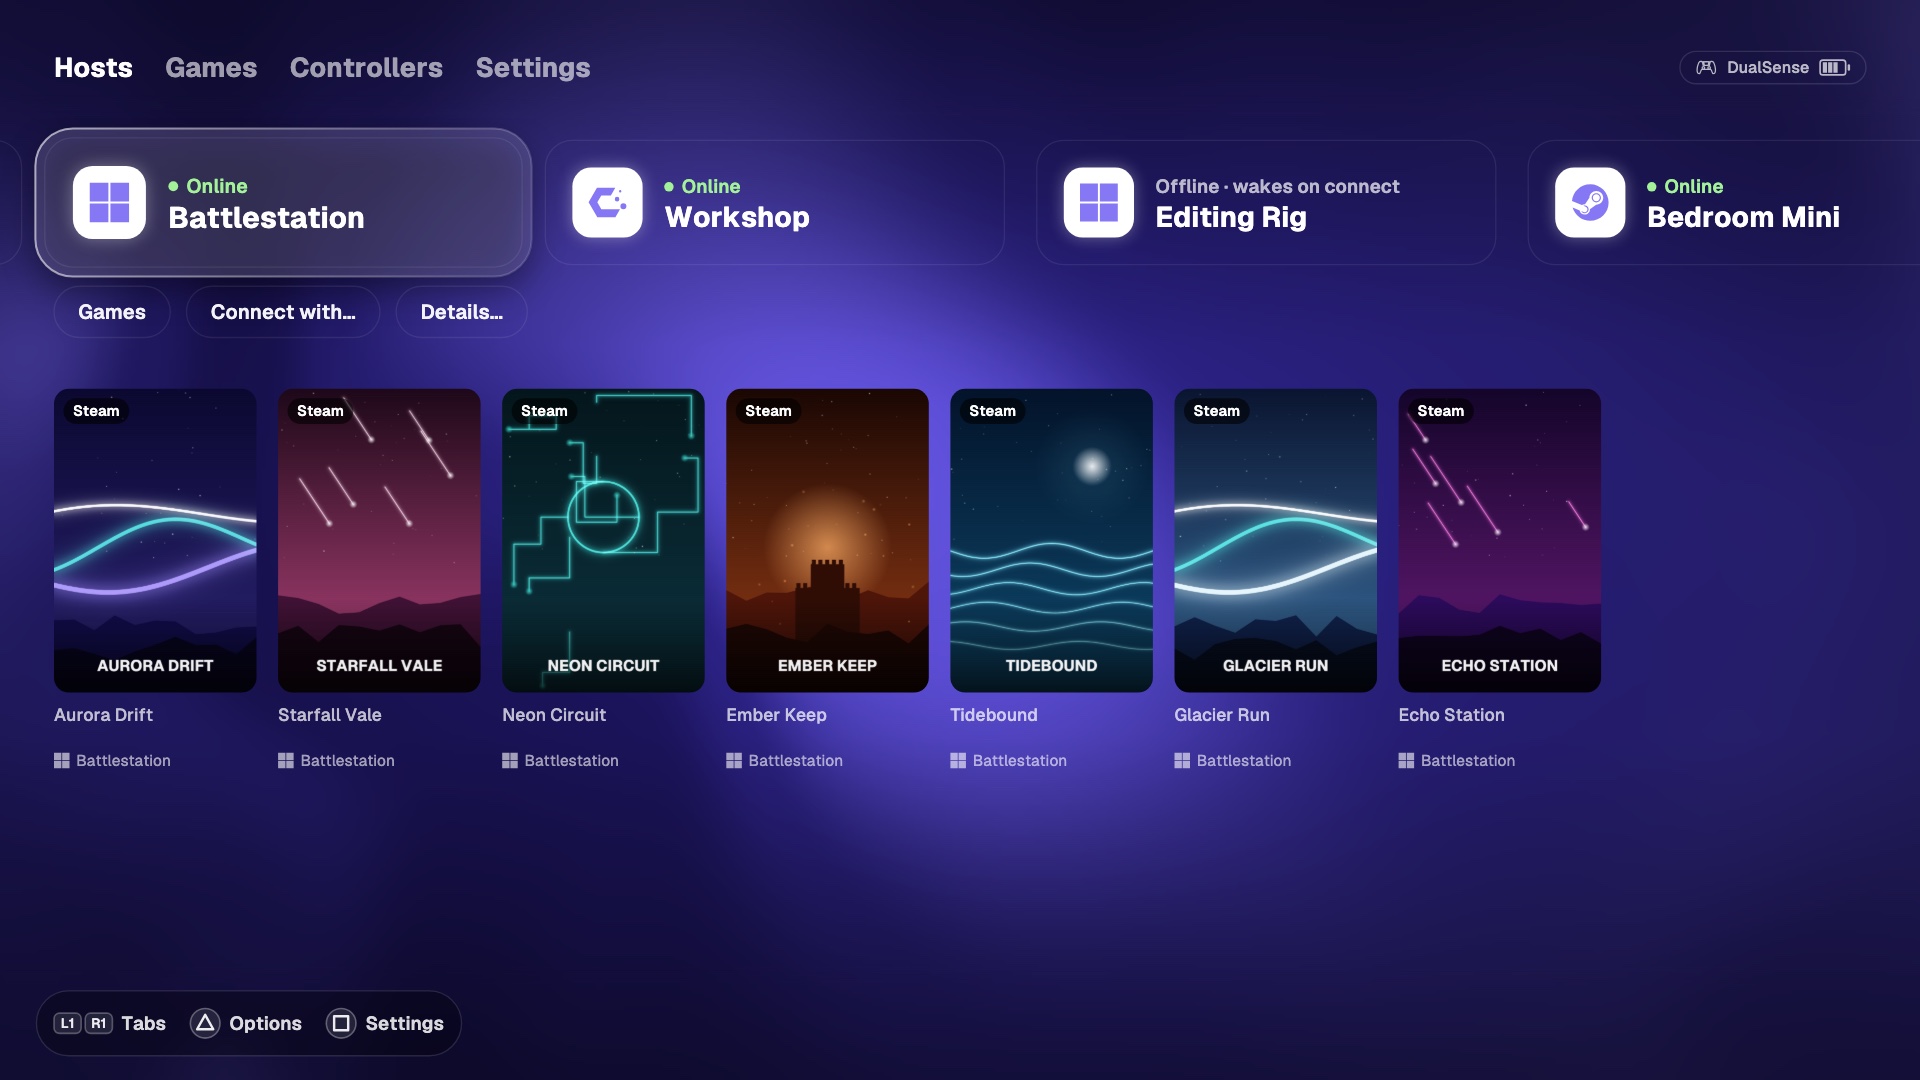 Hosts Games Controllers Settings
DualSense
Online
Battlestation
Online
Workshop
Offline · wakes on connect
Editing Rig
Online
Bedroom Mini
Games
Connect with…
Details…
Steam
AURORA DRIFT
Aurora Drift
Battlestation
Steam
STARFALL VALE
Starfall Vale
Battlestation
Steam
NEON CIRCUIT
Neon Circuit
Battlestation
Steam
EMBER KEEP
Ember Keep
Battlestation
Steam
TIDEBOUND
Tidebound
Battlestation
Steam
GLACIER RUN
Glacier Run
Battlestation
Steam
ECHO STATION
Echo Station
Battlestation
L1 R1 Tabs Options Settings